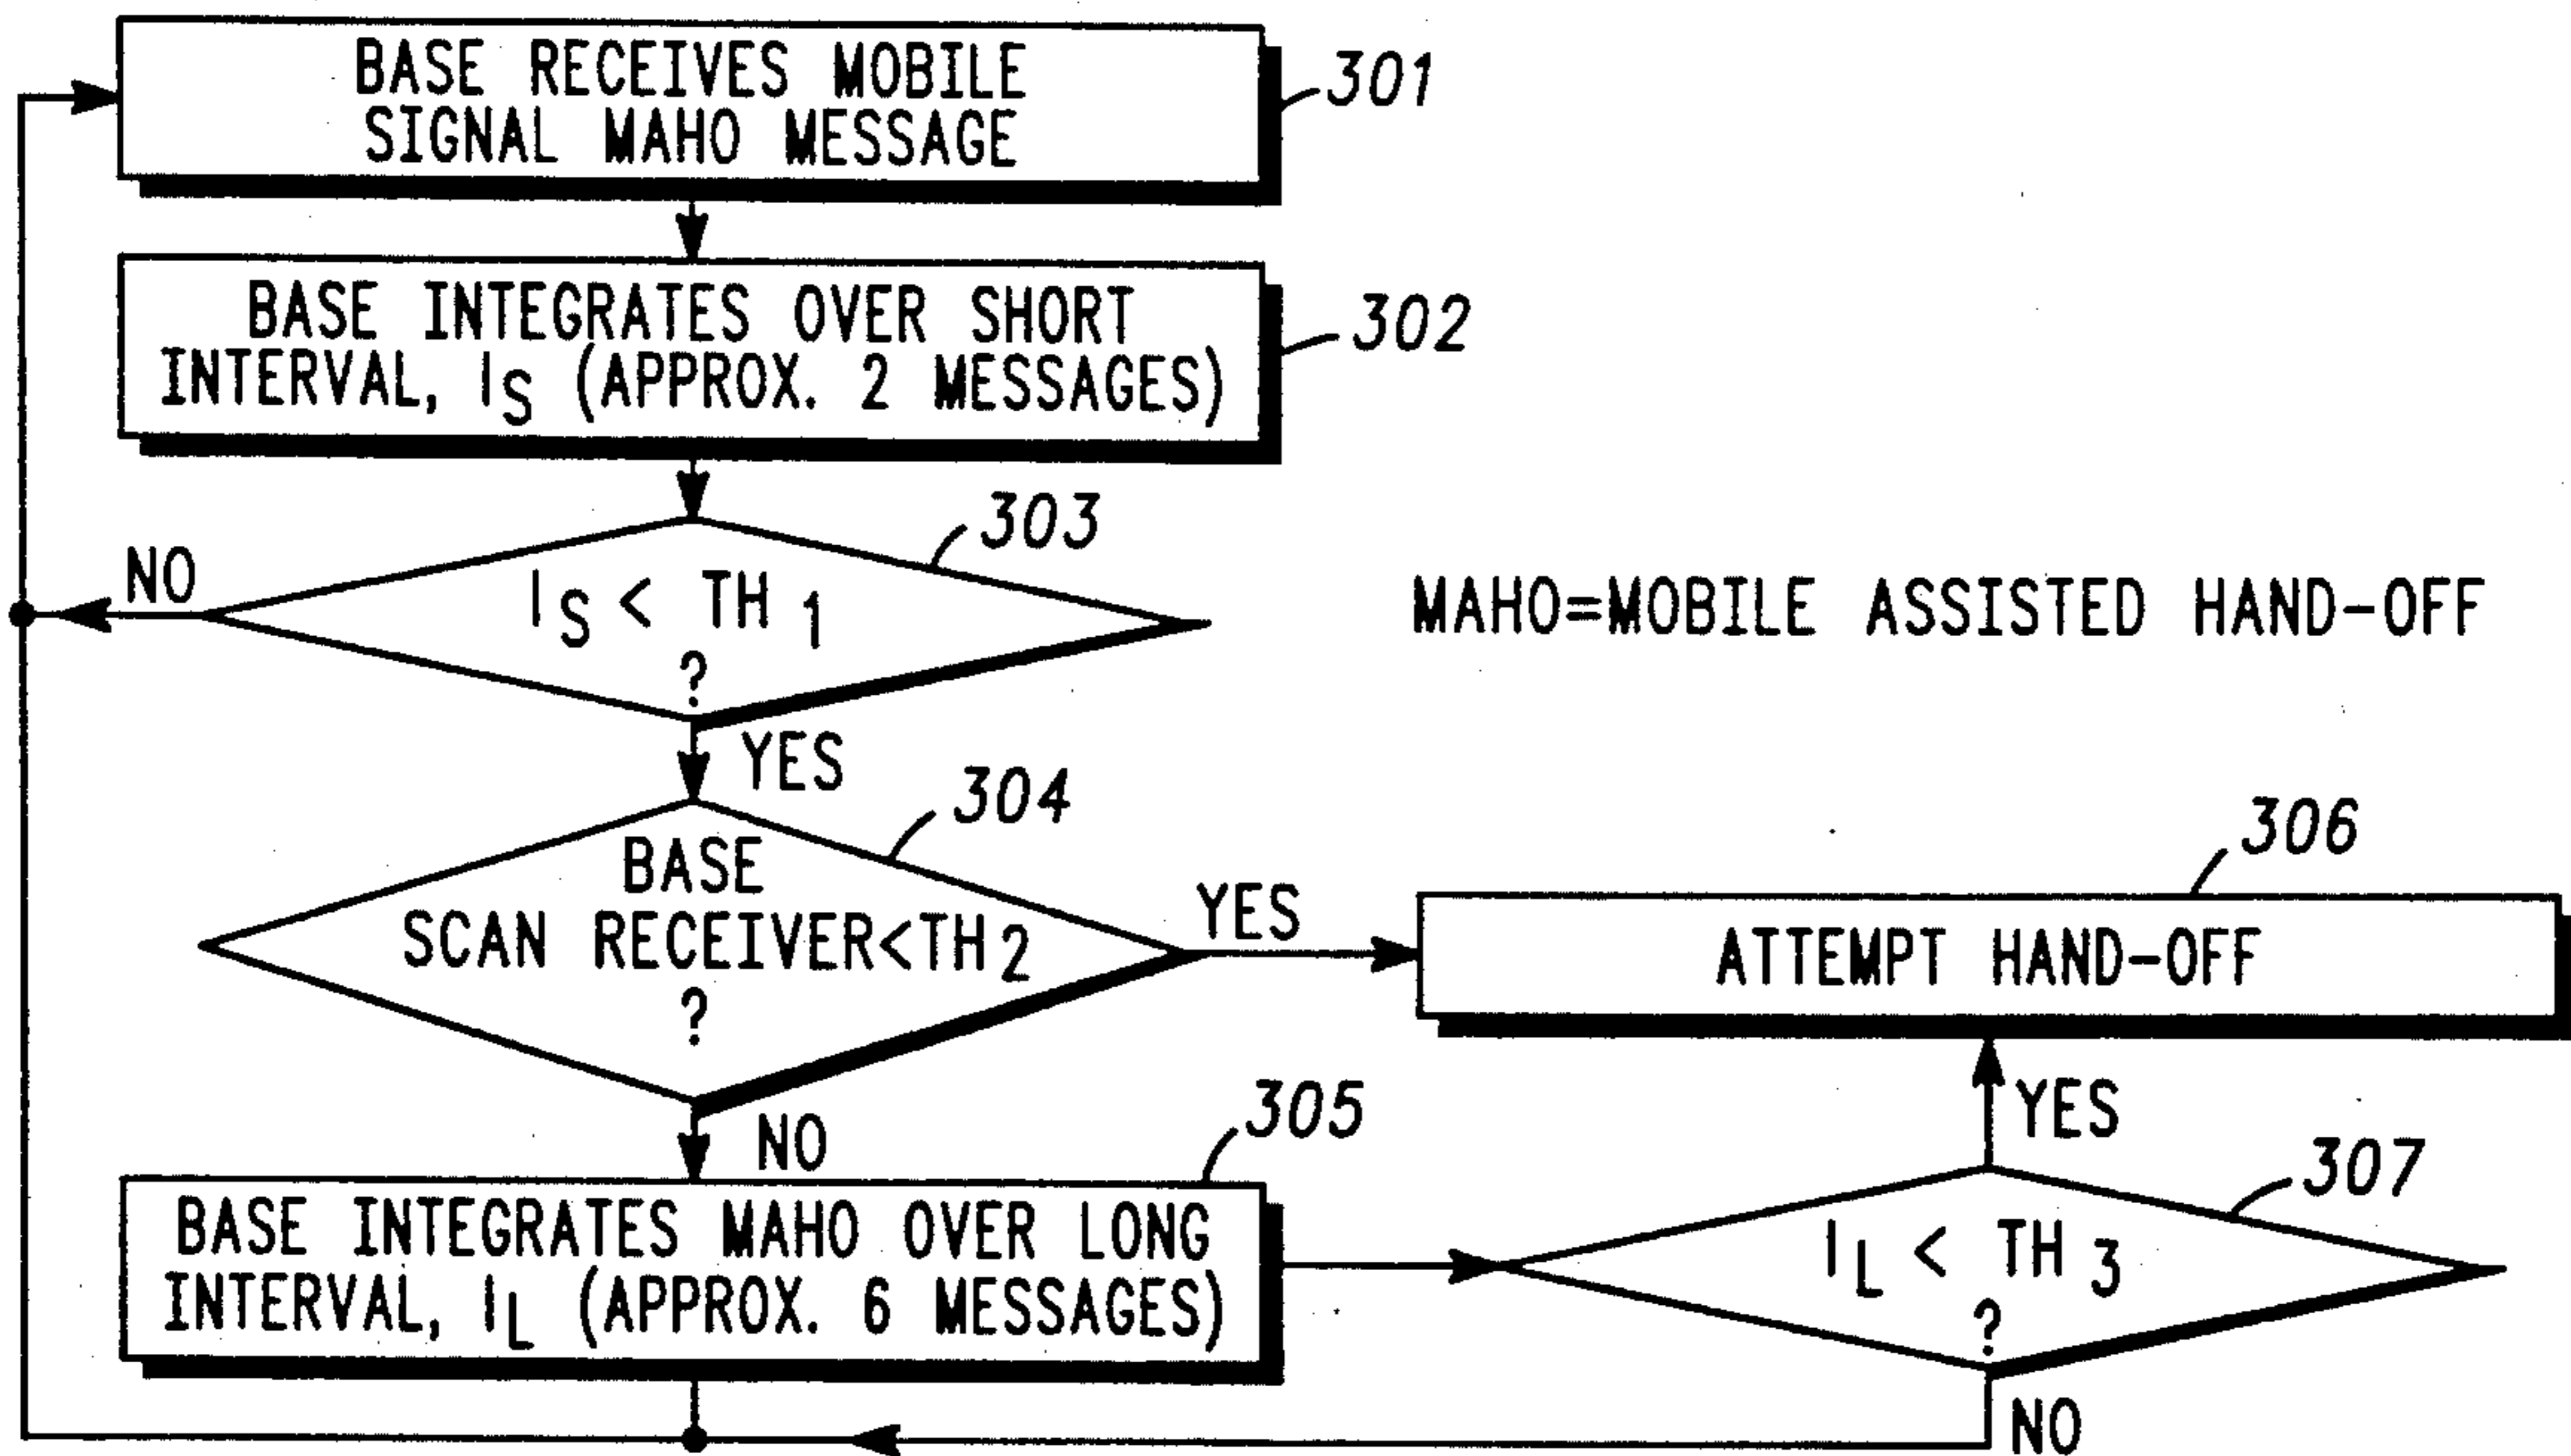 BASE RECEIVES MOBILE
SIGNAL MAHO MESSAGE
301
BASE INTEGRATES OVER SHORT
INTERVAL, IS (APPROX. 2 MESSAGES)
302
303
NO
IS < TH 1
?
MAHO=MOBILE ASSISTED HAND-OFF
YES
304
BASE
SCAN RECEIVER<TH2
?
YES
306
ATTEMPT HAND-OFF
NO
305
BASE INTEGRATES MAHO OVER LONG
INTERVAL, IL (APPROX. 6 MESSAGES)
YES
307
IL < TH 3
?
NO